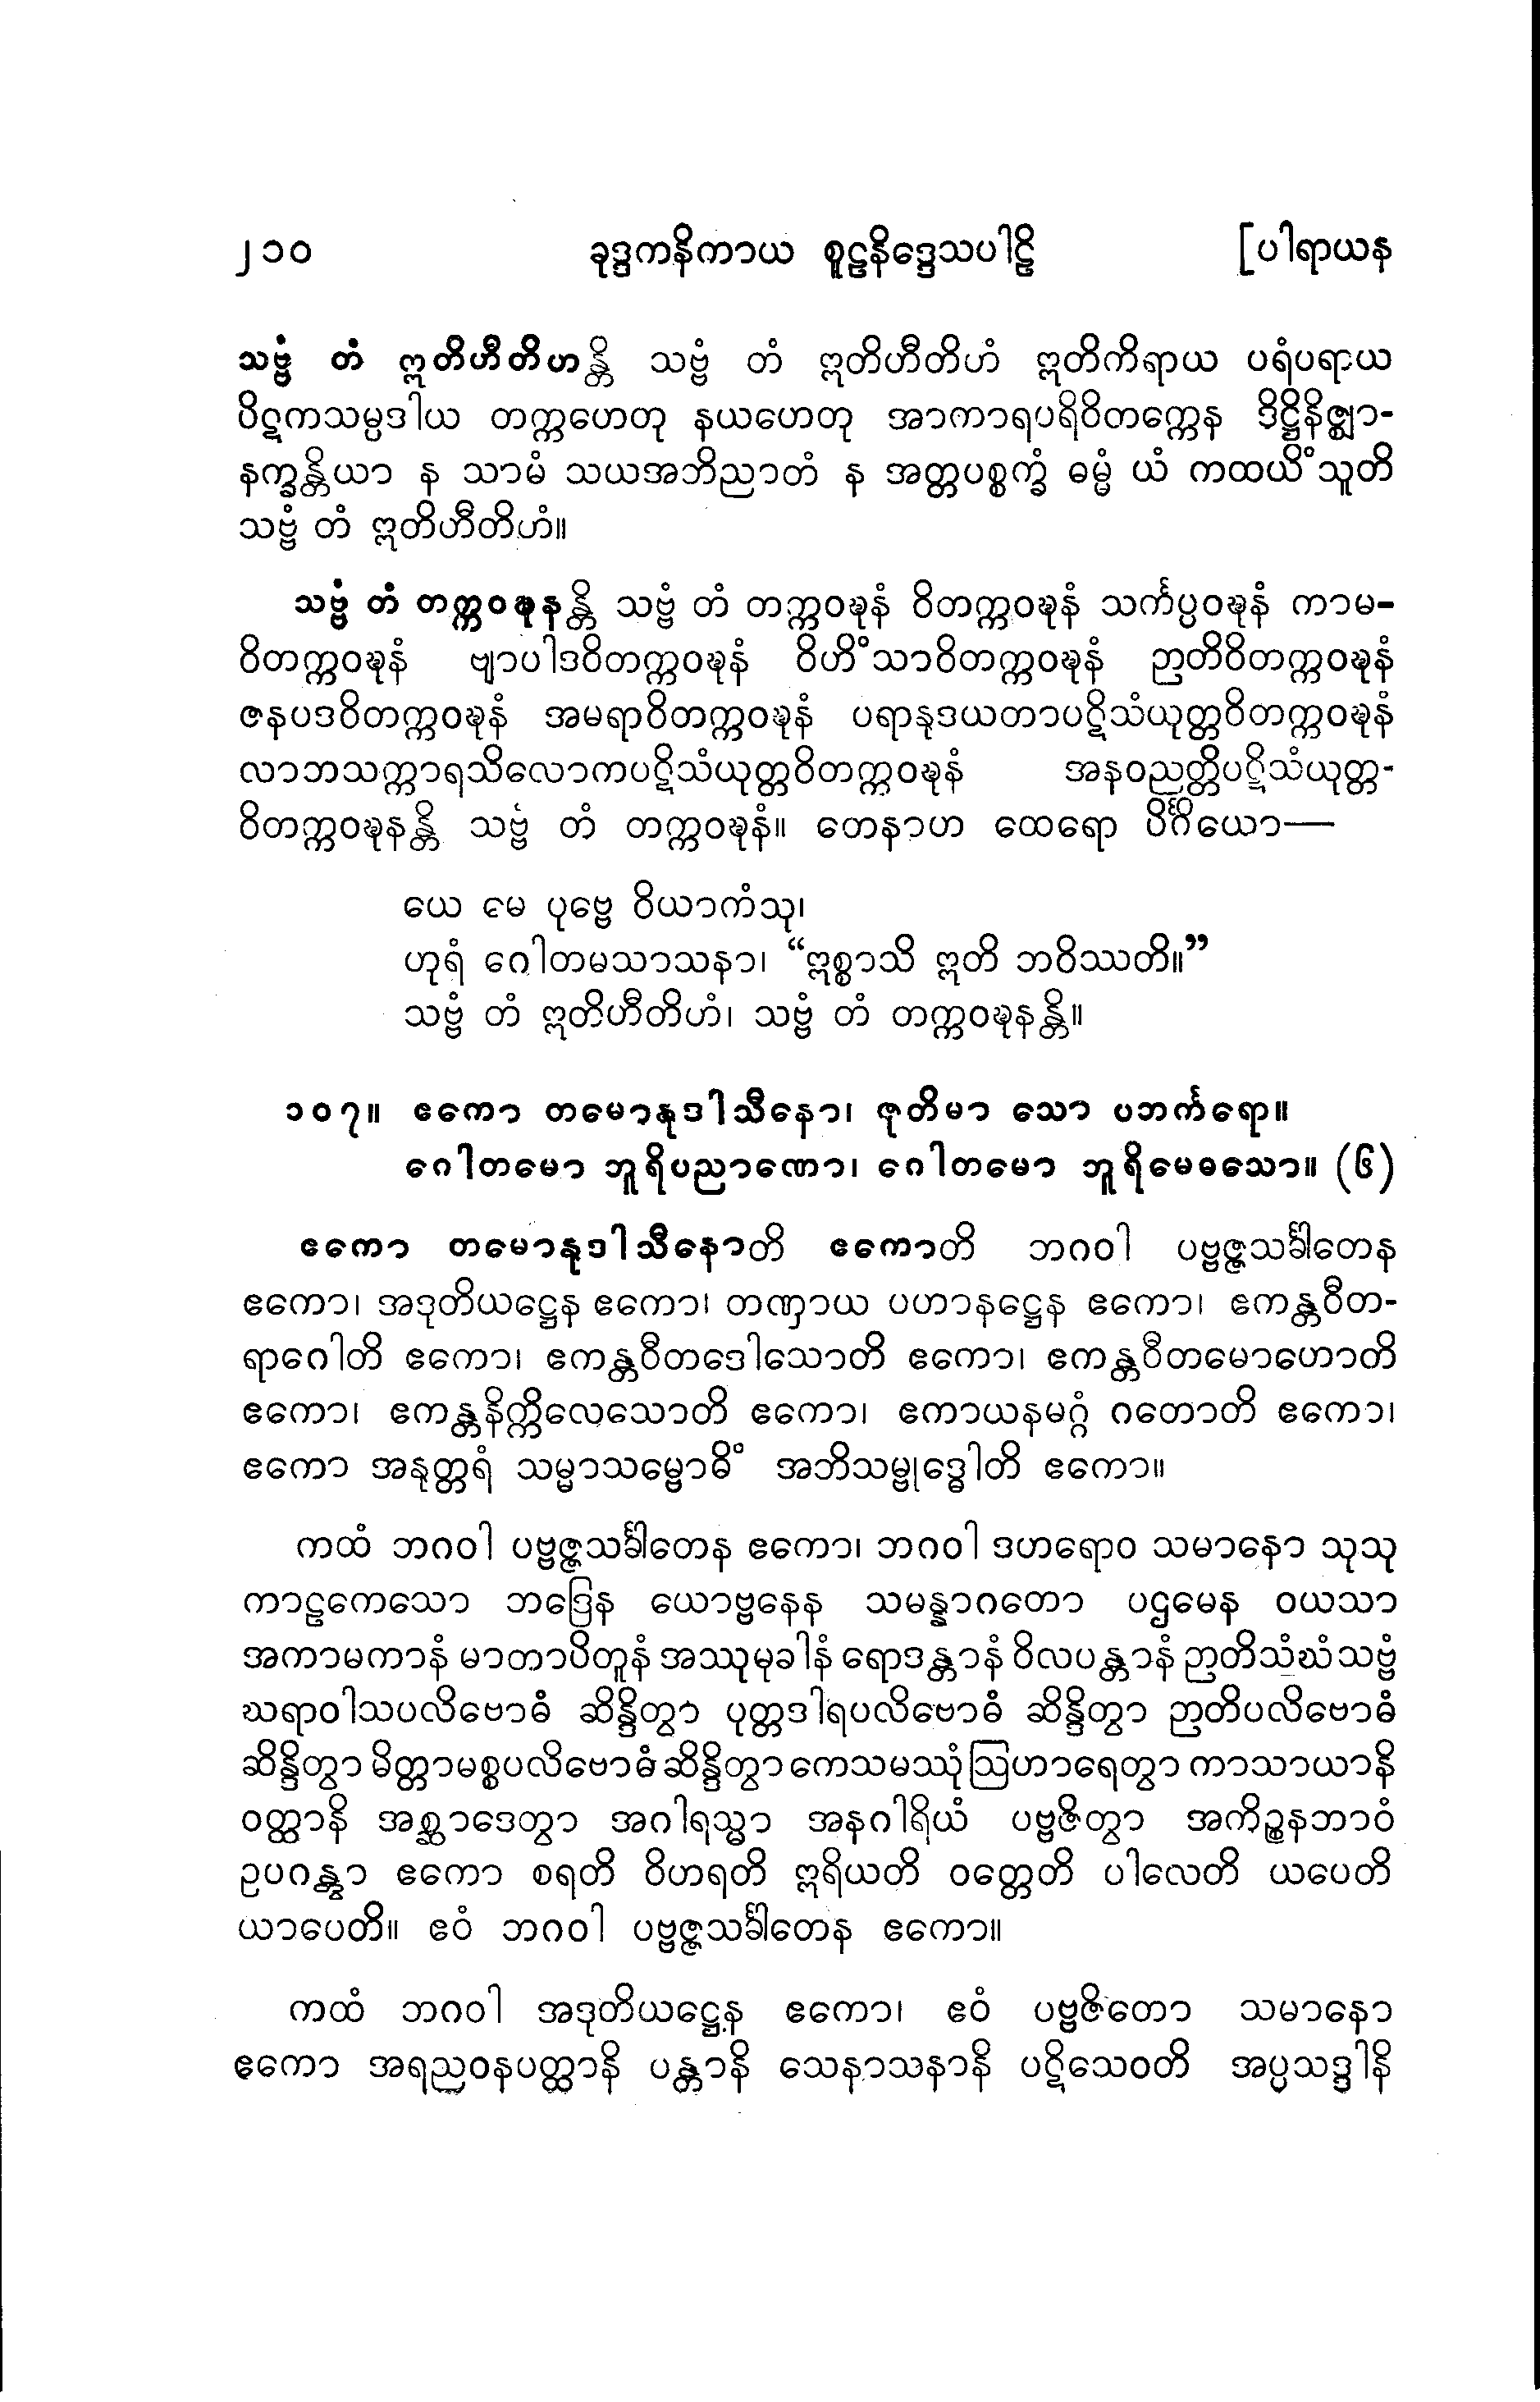 ၂၁၀ ခုဒ္ဒကနိကာယ စူဠနိဒ္ဒေသပါဠိ [ပါရာယန
သဗ္ဗံ တံ ဣတိဟီတိဟန္တိ သဗ္ဗံ တံ ဣတိဟီတိဟံ ဣတိကိရာယ ပရံပရာယ
ပိဋကသမ္ပဒါယ တက္ကဟေတု နယဟေတု အာကာရပရိဝိတက္ကေန ဒိဋ္ဌိနိဇ္ဈာ-
နက္ခန္တိယာ န သာမံ သယအဘိညာတံ န အတ္တပစ္စက္ခံ ဓမ္မံ ယံ ကထယိံသူတိ
သဗ္ဗံ တံ ဣတိဟီတိဟံ။
သဗ္ဗံ တံ တက္ကဝဍ္ဎနန္တိ သဗ္ဗံ တံ တက္ကဝဍ္ဎနံ ဝိတက္ကဝဍ္ဎနံ သင်္ကပ္ပဝဍ္ဎနံ ကာမ-
ဝိတက္ကဝဍ္ဎနံ ဗျာပါဒဝိတက္ကဝဍ္ဎနံ ဝိဟိံသာဝိတက္ကဝဍ္ဎနံ ဉာတိဝိတက္ကဝဍ္ဎနံ
ဇနပဒဝိတက္ကဝဍ္ဎနံ အမရာဝိတက္ကဝဍ္ဎနံ ပရာနုဒယတာပဋိသံယုတ္တဝိတက္ကဝဍ္ဎနံ
လာဘသက္ကာရသိလောကပဋိသံယုတ္တဝိတက္ကဝဍ္ဎနံ အနဝညတ္တိပဋိသံယုတ္တ-
ဝိတက္ကဝဍ္ဎနန္တိ သဗ္ဗံ တံ တက္ကဝဍ္ဎနံ။ တေနာဟ ထေရော ပိင်္ဂိယော—
ယေ မေ ပုဗ္ဗေ ဝိယာကံသု၊
ဟုရံ ဂေါတမသာသနာ၊ “ဣစ္စာသိ ဣတိ ဘဝိဿတိ။”
သဗ္ဗံ တံ ဣတိဟီတိဟံ၊ သဗ္ဗံ တံ တက္ကဝဍ္ဎနန္တိ။
၁၀၇။ ဧကော တမောနုဒါသီနော၊ ဇုတိမာ သော ပဘင်္ကရော။
ဂေါတမော ဘူရိပညာဏော၊ ဂေါတမော ဘူရိမေဓသော။ (၆)
ဧကော တမောနုဒါသီနောတိ ဧကောတိ ဘဂဝါ ပဗ္ဗဇ္ဇသင်္ခါတေန
ဧကော၊ အဒုတိယဋ္ဌေန ဧကော၊ တဏှာယ ပဟာနဋ္ဌေန ဧကော၊ ဧကန္တဝီတ-
ရာဂေါတိ ဧကော၊ ဧကန္တဝီတဒေါသောတိ ဧကော၊ ဧကန္တဝီတမောဟောတိ
ဧကော၊ ဧကန္တနိက္ကိလေသောတိ ဧကော၊ ဧကာယနမဂ္ဂံ ဂတောတိ ဧကော၊
ဧကော အနုတ္တရံ သမ္မာသမ္ဗောဓိံ အဘိသမ္ဗုဒ္ဓေါတိ ဧကော။
ကထံ ဘဂဝါ ပဗ္ဗဇ္ဇသင်္ခါတေန ဧကော၊ ဘဂဝါ ဒဟရောဝ သမာနော သုသု
ကာဠကေသော ဘဒြေန ယောဗ္ဗနေန သမန္နာဂတော ပဌမေန ဝယသာ
အကာမကာနံ မာတာပိတူနံ အဿုမုခါနံ ရောဒန္တာနံ ဝိလပန္တာနံ ဉာတိသံဃံ သဗ္ဗံ
ဃရာဝါသပလိဗောဓံ ဆိန္ဒိတွာ ပုတ္တဒါရပလိဗောဓံ ဆိန္ဒိတွာ ဉာတိပလိဗောဓံ
ဆိန္ဒိတွာ မိတ္တာမစ္စပလိဗောဓံ ဆိန္ဒိတွာ ကေသမဿုံ ဩဟာရေတွာ ကာသာယာနိ
ဝတ္ထာနိ အစ္ဆာဒေတွာ အဂါရသ္မာ အနဂါရိယံ ပဗ္ဗဇိတွာ အကိဉ္စနဘာဝံ
ဥပဂန္တွာ ဧကော စရတိ ဝိဟရတိ ဣရိယတိ ဝတ္တေတိ ပါလေတိ ယပေတိ
ယာပေတိ။ ဧဝံ ဘဂဝါ ပဗ္ဗဇ္ဇသင်္ခါတေန ဧကော။
ကထံ ဘဂဝါ အဒုတိယဋ္ဌေန ဧကော၊ ဧဝံ ပဗ္ဗဇိတော သမာနော
ဧကော အရညဝနပတ္ထာနိ ပန္တာနိ သေနာသနာနိ ပဋိသေဝတိ အပ္ပသဒ္ဒါနိ